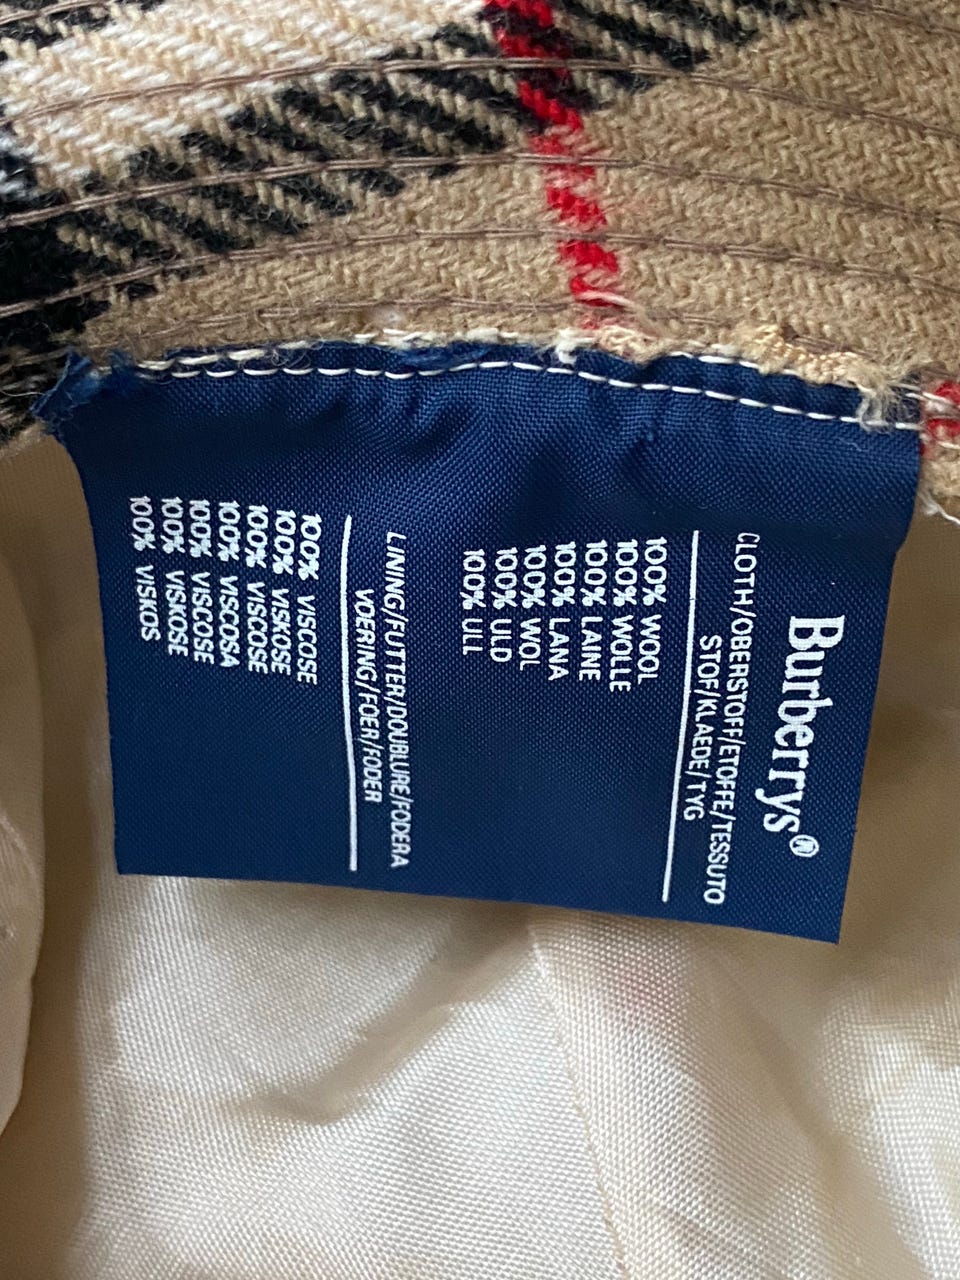 Burberrys®
CLOTH/OBERSTOFF/ETOFFE/TESSUTO
STOF/KLAEDE/TYG
100% WOOL
100% WOLLE
100% LAINE
100% LANA
100% WOL
100% ULD
100% ULL
LINING/FUTTER/DOUBLURE/FODERA
VOERING/FOER/FODER
100% VISCOSE
100% VISKOSE
100% VISCOSE
100% VISCOSA
100% VISCOSE
100% VISKOSE
100% VISKOS